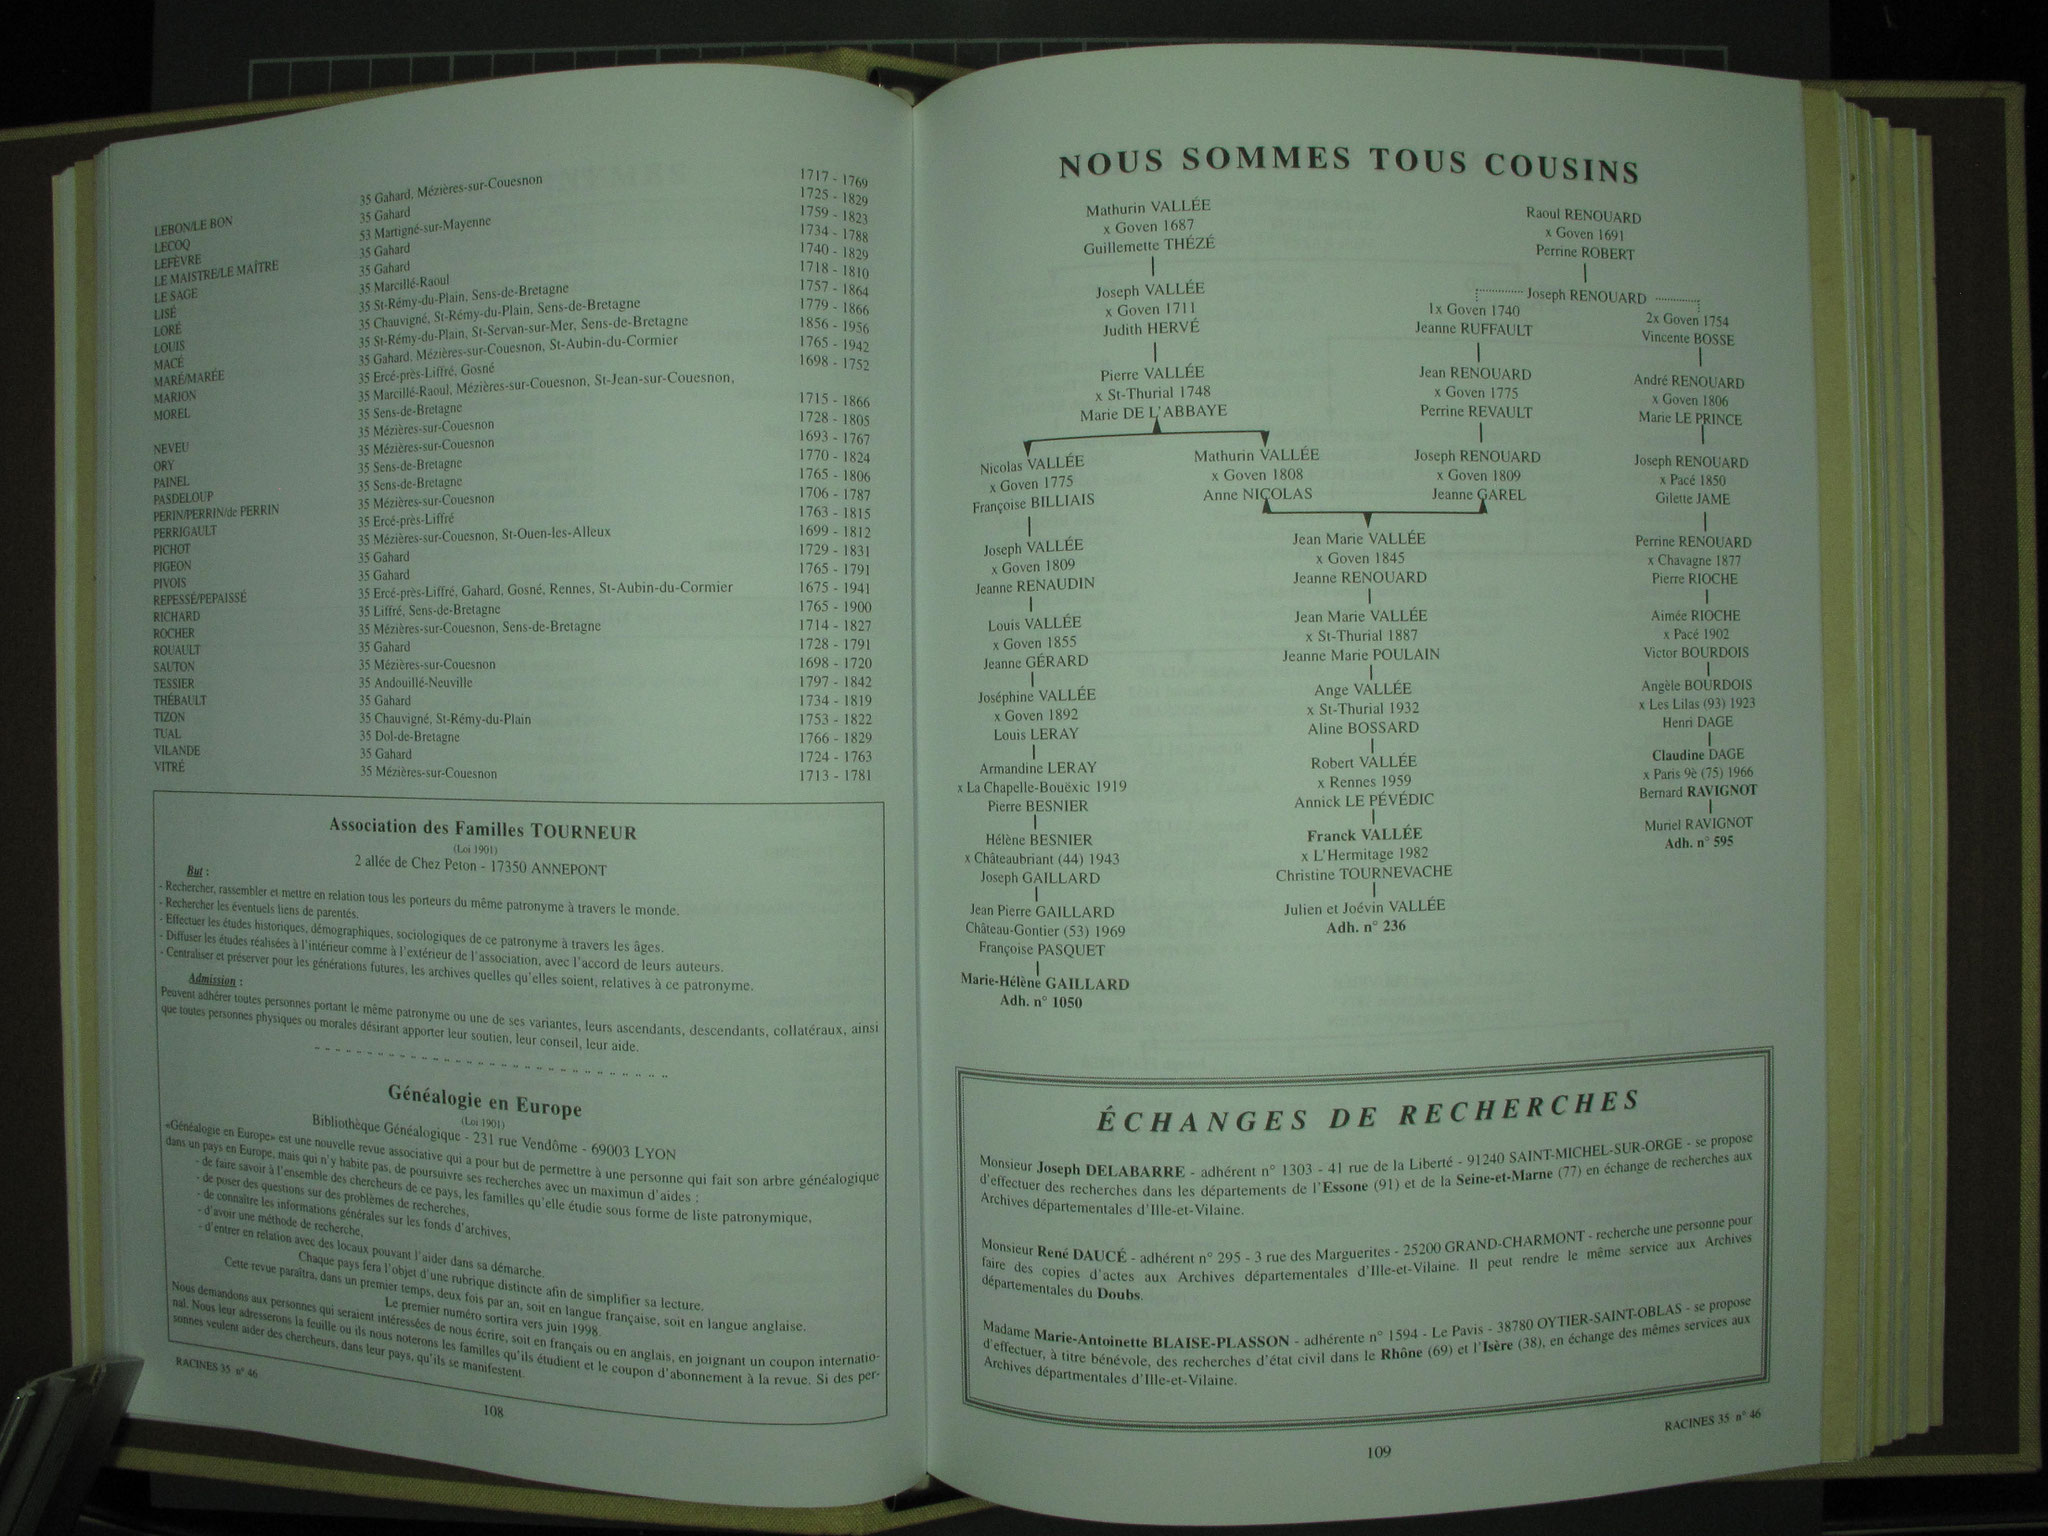 LEBON/LE BON 35 Gahard, Mézières-sur-Couesnon 1717 - 1769
LECOQ 35 Gahard 1725 - 1829
LEFÈVRE 53 Martigné-sur-Mayenne 1759 - 1823
LE MAISTRE/LE MAÎTRE 35 Gahard 1734 - 1788
LE SAGE 35 Gahard 1740 - 1829
LISÉ 35 Marcillé-Raoul 1718 - 1810
LORÉ 35 St-Rémy-du-Plain, Sens-de-Bretagne 1757 - 1864
LOUIS 35 Chauvigné, St-Rémy-du-Plain, Sens-de-Bretagne 1779 - 1866
MACÉ 35 St-Rémy-du-Plain, St-Servan-sur-Mer, Sens-de-Bretagne 1856 - 1956
MARÉ/MARÉE 35 Gahard, Mézières-sur-Couesnon, St-Aubin-du-Cormier 1765 - 1942
MARION 35 Ercé-près-Liffré, Gosné 1698 - 1752
MOREL 35 Marcillé-Raoul, Mézières-sur-Couesnon, St-Jean-sur-Couesnon,
35 Sens-de-Bretagne 1715 - 1866
NEVEU 35 Mézières-sur-Couesnon 1728 - 1805
ORY 35 Mézières-sur-Couesnon 1693 - 1767
PAINEL 35 Sens-de-Bretagne 1770 - 1824
PASDELOUP 35 Sens-de-Bretagne 1765 - 1806
PERIN/PERRIN/de PERRIN 35 Mézières-sur-Couesnon 1706 - 1787
PERRIGAULT 35 Ercé-près-Liffré 1763 - 1815
PICHOT 35 Mézières-sur-Couesnon, St-Ouen-les-Alleux 1699 - 1812
PIGEON 35 Gahard 1729 - 1831
PIVOIS 35 Gahard 1765 - 1791
REPESSÉ/PEPAISSÉ 35 Ercé-près-Liffré, Gahard, Gosné, Rennes, St-Aubin-du-Cormier 1675 - 1941
RICHARD 35 Liffré, Sens-de-Bretagne 1765 - 1900
ROCHER 35 Mézières-sur-Couesnon, Sens-de-Bretagne 1714 - 1827
ROUAULT 35 Gahard 1728 - 1791
SAUTON 35 Mézières-sur-Couesnon 1698 - 1720
TESSIER 35 Andouillé-Neuville 1797 - 1842
THÉBAULT 35 Gahard 1734 - 1819
TIZON 35 Chauvigné, St-Rémy-du-Plain 1753 - 1822
TUAL 35 Dol-de-Bretagne 1766 - 1829
VILANDE 35 Gahard 1724 - 1763
VITRÉ 35 Mézières-sur-Couesnon 1713 - 1781
Association des Familles TOURNEUR
(Loi 1901)
2 allée de Chez Peton - 17350 ANNEPONT
But :
- Rechercher, rassembler et mettre en relation tous les porteurs du même patronyme à travers le monde.
- Rechercher les éventuels liens de parentés.
- Effectuer les études historiques, démographiques, sociologiques de ce patronyme à travers les âges.
- Diffuser les études réalisées à l'intérieur comme à l'extérieur de l'association, avec l'accord de leurs auteurs.
- Centraliser et préserver pour les générations futures, les archives quelles qu'elles soient, relatives à ce patronyme.
Admission :
Peuvent adhérer toutes personnes portant le même patronyme ou une de ses variantes, leurs ascendants, descendants, collatéraux, ainsi
que toutes personnes physiques ou morales désirant apporter leur soutien, leur conseil, leur aide.
Généalogie en Europe
(Loi 1901)
Bibliothèque Généalogique - 231 rue Vendôme - 69003 LYON
«Généalogie en Europe» est une nouvelle revue associative qui a pour but de permettre à une personne qui fait son arbre généalogique
dans un pays en Europe, mais qui n'y habite pas, de poursuivre ses recherches avec un maximun d'aides :
- de faire savoir à l'ensemble des chercheurs de ce pays, les familles qu'elle étudie sous forme de liste patronymique,
- de poser des questions sur des problèmes de recherches,
- de connaître les informations générales sur les fonds d'archives,
- d'avoir une méthode de recherche,
- d'entrer en relation avec des locaux pouvant l'aider dans sa démarche.
Chaque pays fera l'objet d'une rubrique distincte afin de simplifier sa lecture.
Cette revue paraîtra, dans un premier temps, deux fois par an, soit en langue française, soit en langue anglaise.
Le premier numéro sortira vers juin 1998.
Nous demandons aux personnes qui seraient intéressées de nous écrire, soit en français ou en anglais, en joignant un coupon internatio-
nal. Nous leur adresserons la feuille ou ils nous noterons les familles qu'ils étudient et le coupon d'abonnement à la revue. Si des per-
sonnes veulent aider des chercheurs, dans leur pays, qu'ils se manifestent.
RACINES 35 n° 46
108
NOUS SOMMES TOUS COUSINS
Mathurin VALLÉE
x Goven 1687
Guillemette THÉZÉ
Joseph VALLÉE
x Goven 1711
Judith HERVÉ
Pierre VALLÉE
x St-Thurial 1748
Marie DE L'ABBAYE
Nicolas VALLÉE
x Goven 1775
Françoise BILLIAIS
Joseph VALLÉE
x Goven 1809
Jeanne RENAUDIN
Louis VALLÉE
x Goven 1855
Jeanne GÉRARD
Joséphine VALLÉE
x Goven 1892
Louis LERAY
Armandine LERAY
x La Chapelle-Bouëxic 1919
Pierre BESNIER
Hélène BESNIER
x Châteaubriant (44) 1943
Joseph GAILLARD
Jean Pierre GAILLARD
Château-Gontier (53) 1969
Françoise PASQUET
Marie-Hélène GAILLARD
Adh. n° 1050
Mathurin VALLÉE
x Goven 1808
Anne NICOLAS
Raoul RENOUARD
x Goven 1691
Perrine ROBERT
Joseph RENOUARD
1x Goven 1740
Jeanne RUFFAULT
Jean RENOUARD
x Goven 1775
Perrine REVAULT
Joseph RENOUARD
x Goven 1809
Jeanne GAREL
Jean Marie VALLÉE
x Goven 1845
Jeanne RENOUARD
Jean Marie VALLÉE
x St-Thurial 1887
Jeanne Marie POULAIN
Ange VALLÉE
x St-Thurial 1932
Aline BOSSARD
Robert VALLÉE
x Rennes 1959
Annick LE PÉVÉDIC
Franck VALLÉE
x L'Hermitage 1982
Christine TOURNEVACHE
Julien et Joévin VALLÉE
Adh. n° 236
2x Goven 1754
Vincente BOSSE
André RENOUARD
x Goven 1806
Marie LE PRINCE
Joseph RENOUARD
x Pacé 1850
Gilette JAME
Perrine RENOUARD
x Chavagne 1877
Pierre RIOCHE
Aimée RIOCHE
x Pacé 1902
Victor BOURDOIS
Angèle BOURDOIS
x Les Lilas (93) 1923
Henri DAGE
Claudine DAGE
x Paris 9è (75) 1966
Bernard RAVIGNOT
Muriel RAVIGNOT
Adh. n° 595
ÉCHANGES DE RECHERCHES
Monsieur Joseph DELABARRE - adhérent n° 1303 - 41 rue de la Liberté - 91240 SAINT-MICHEL-SUR-ORGE - se propose
d'effectuer des recherches dans les départements de l'Essone (91) et de la Seine-et-Marne (77) en échange de recherches aux
Archives départementales d'Ille-et-Vilaine.
Monsieur René DAUCÉ - adhérent n° 295 - 3 rue des Marguerites - 25200 GRAND-CHARMONT - recherche une personne pour
faire des copies d'actes aux Archives départementales d'Ille-et-Vilaine. Il peut rendre le même service aux Archives
départementales du Doubs.
Madame Marie-Antoinette BLAISE-PLASSON - adhérente n° 1594 - Le Pavis - 38780 OYTIER-SAINT-OBLAS - se propose
d'effectuer, à titre bénévole, des recherches d'état civil dans le Rhône (69) et l'Isère (38), en échange des mêmes services aux
Archives départmentales d'Ille-et-Vilaine.
RACINES 35 n° 46
109